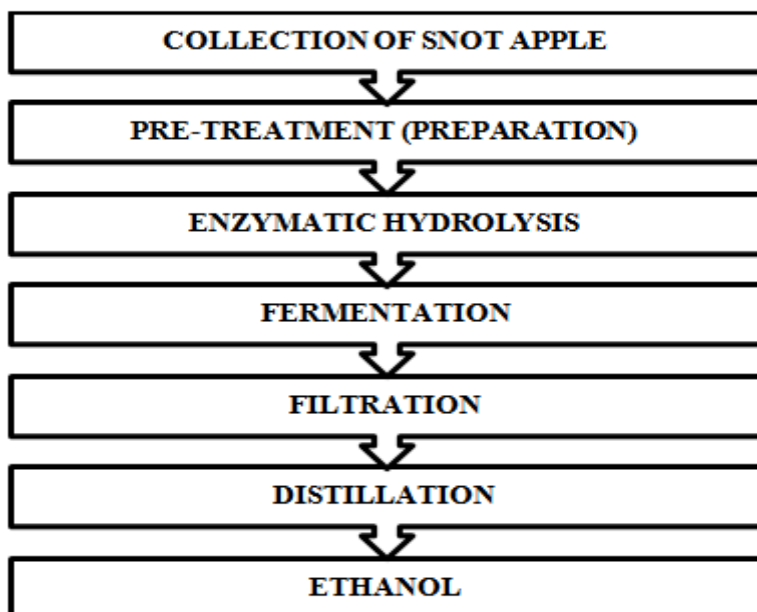 COLLECTION OF SNOT APPLE
PRE-TREATMENT (PREPARATION)
ENZYMATIC HYDROLYSIS
FERMENTATION
FILTRATION
DISTILLATION
ETHANOL